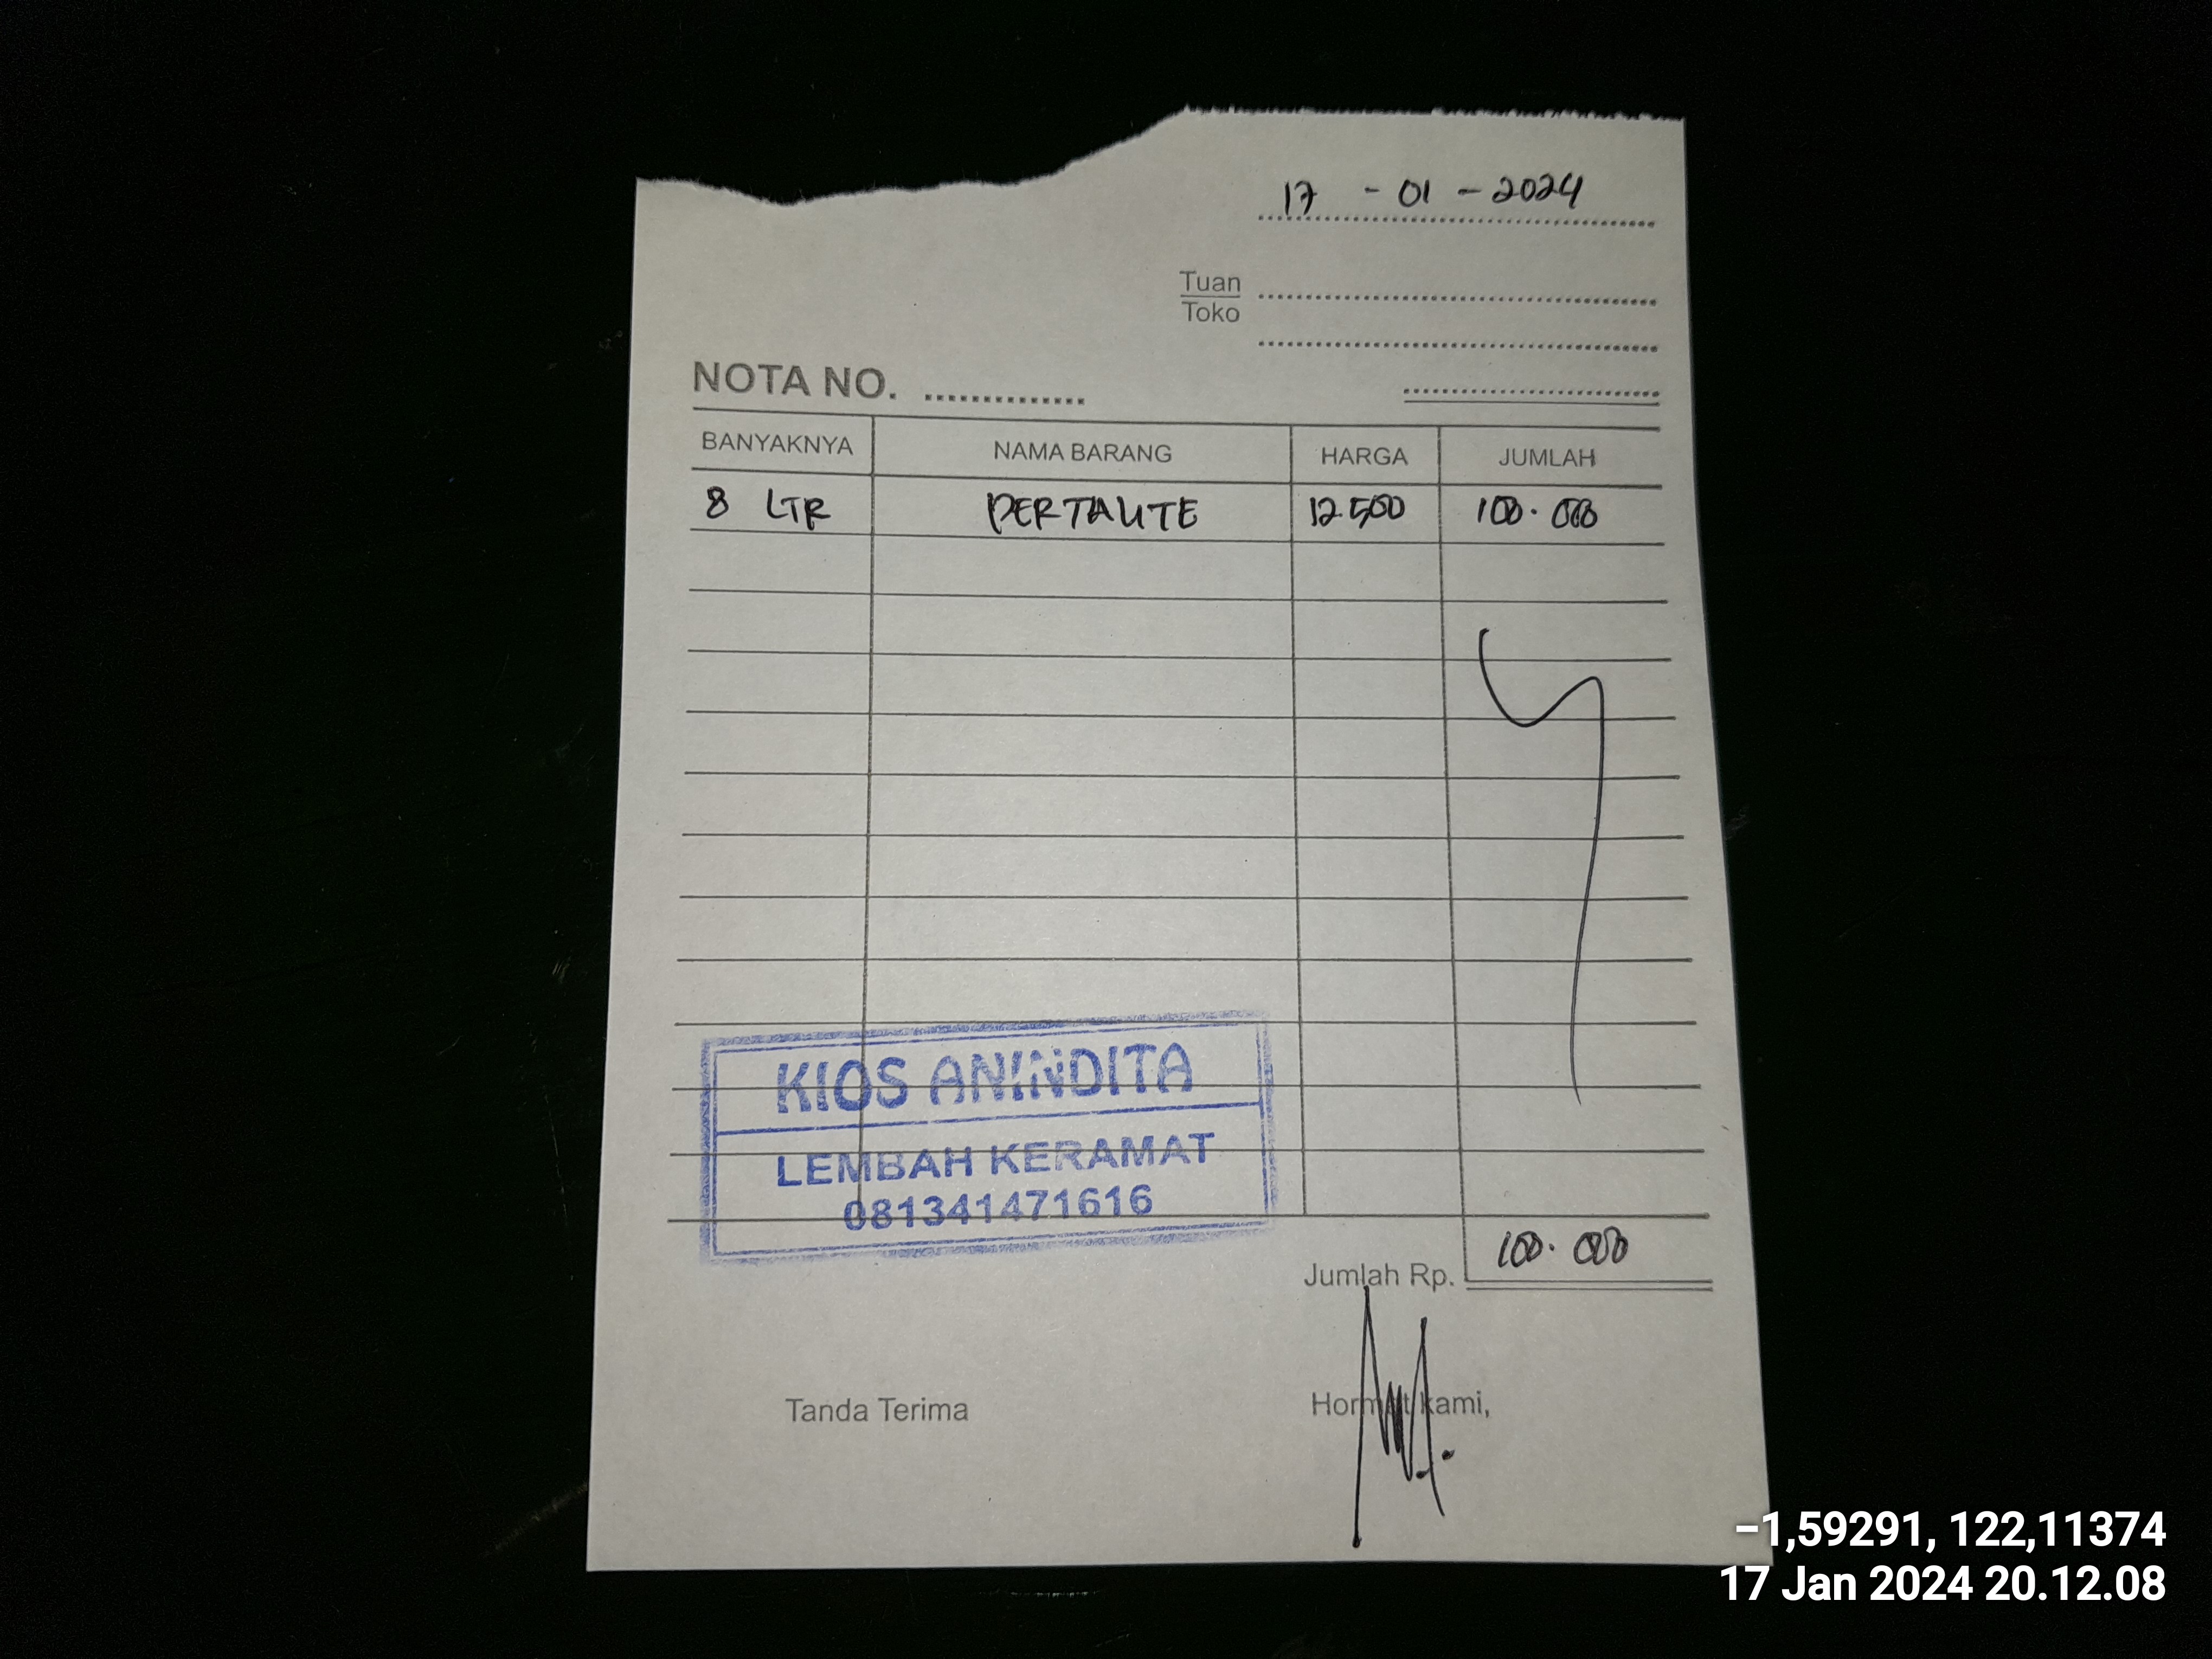 17 - 01 - 2024
Tuan
Toko
NOTA NO. ..............
BANYAKNYA NAMA BARANG HARGA JUMLAH
8 LTR PERTALITE 12.500 100.000
KIOS ANINDITA
LEMBAH KERAMAT
081341471616
Jumlah Rp. 100.000
Tanda Terima Hormat kami,
−1,59291, 122,11374
17 Jan 2024 20.12.08